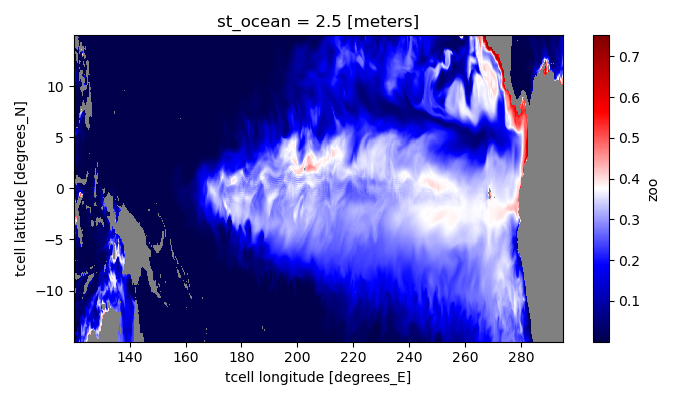 st_ocean = 2.5 [meters]
10
5
0
−5
−10
tcell latitude [degrees_N]
140 160 180 200 220 240 260 280
tcell longitude [degrees_E]
0.7
0.6
0.5
0.4
0.3
0.2
0.1
zoo